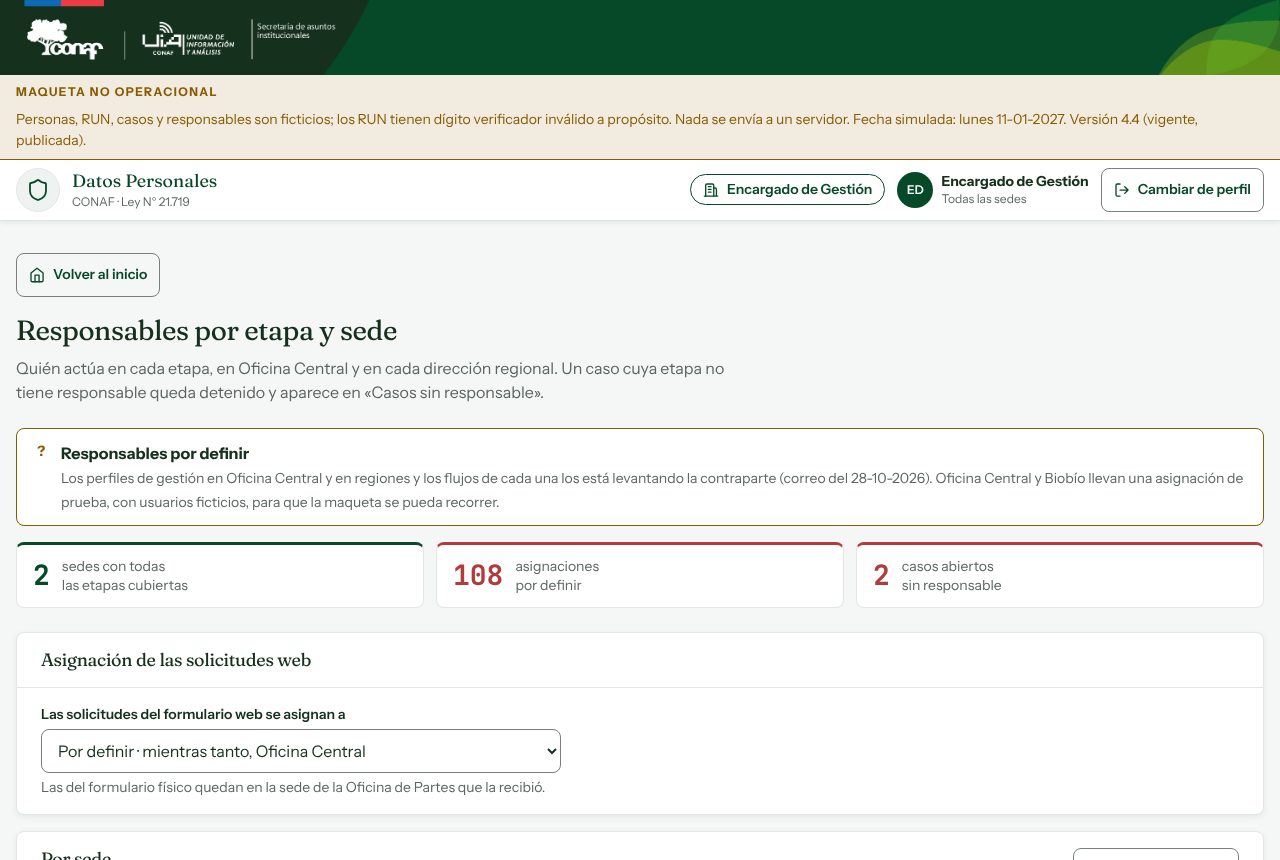 conaf
UIA CONAF
UNIDAD DE
INFORMACIÓN
Y ANÁLISIS
Secretaría de asuntos
institucionales
MAQUETA NO OPERACIONAL
Personas, RUN, casos y responsables son ficticios; los RUN tienen dígito verificador inválido a propósito. Nada se envía a un servidor. Fecha simulada: lunes 11-01-2027. Versión 4.4 (vigente,
publicada).
Datos Personales
CONAF · Ley N° 21.719
Encargado de Gestión
ED
Encargado de Gestión
Todas las sedes
Cambiar de perfil
Volver al inicio
Responsables por etapa y sede
Quién actúa en cada etapa, en Oficina Central y en cada dirección regional. Un caso cuya etapa no
tiene responsable queda detenido y aparece en «Casos sin responsable».
? Responsables por definir
Los perfiles de gestión en Oficina Central y en regiones y los flujos de cada una los está levantando la contraparte (correo del 28-10-2026). Oficina Central y Biobío llevan una asignación de
prueba, con usuarios ficticios, para que la maqueta se pueda recorrer.
2 sedes con todas
las etapas cubiertas
108 asignaciones
por definir
2 casos abiertos
sin responsable
Asignación de las solicitudes web
Las solicitudes del formulario web se asignan a
Por definir · mientras tanto, Oficina Central
Las del formulario físico quedan en la sede de la Oficina de Partes que la recibió.
Por sede